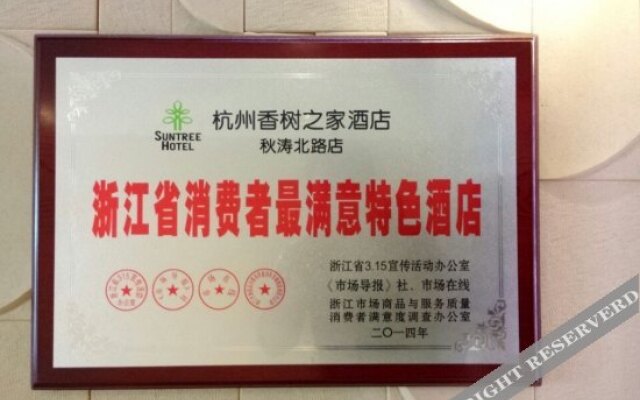 SUNTREE
HOTEL
杭州香树之家酒店
秋涛北路店
浙江省消费者最满意特色酒店
浙江省3.15宣传活动办公室
《市场导报》社、市场在线
浙江市场商品与服务质量
消费者满意度调查办公室
二〇一四年
RIGHT RESERVERD